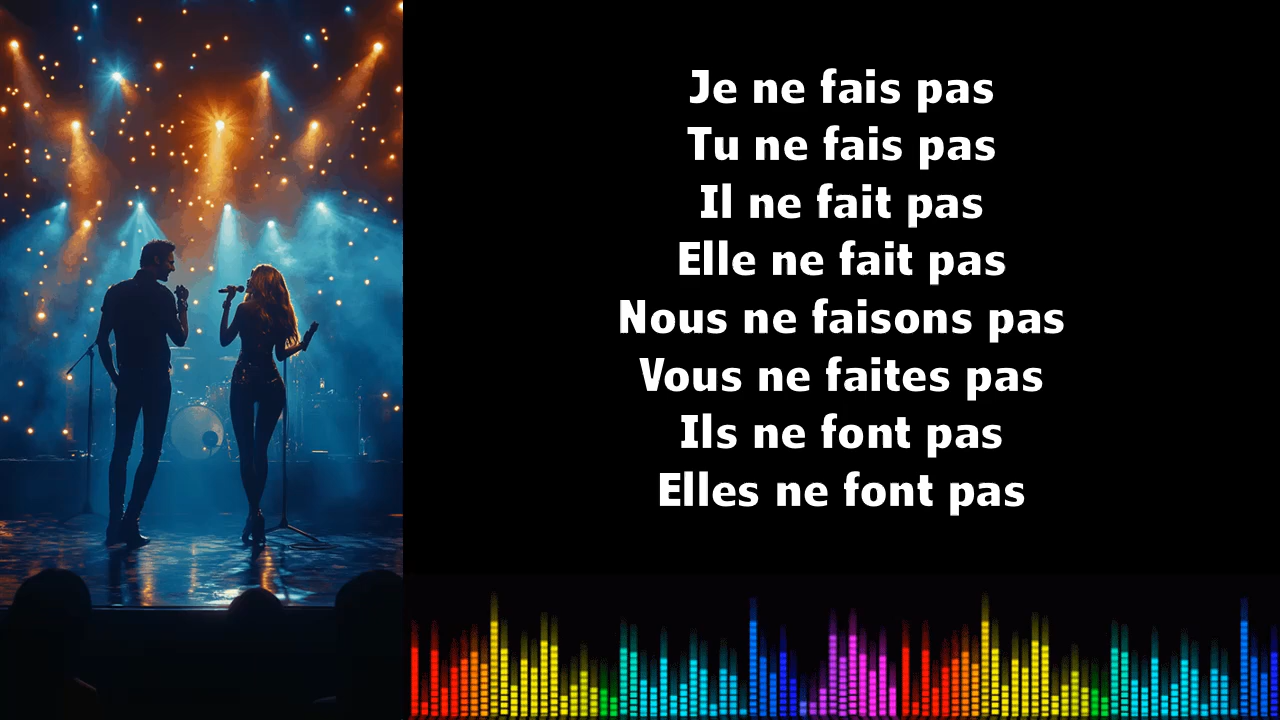 Je ne fais pas
Tu ne fais pas
Il ne fait pas
Elle ne fait pas
Nous ne faisons pas
Vous ne faites pas
Ils ne font pas
Elles ne font pas